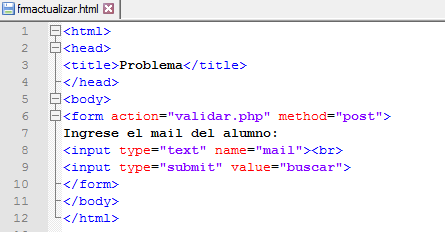 frmactualizar.html
1 <html>
2 <head>
3 <title>Problema</title>
4 </head>
5 <body>
6 <form action="validar.php" method="post">
7 Ingrese el mail del alumno:
8 <input type="text" name="mail"><br>
9 <input type="submit" value="buscar">
10 </form>
11 </body>
12 </html>